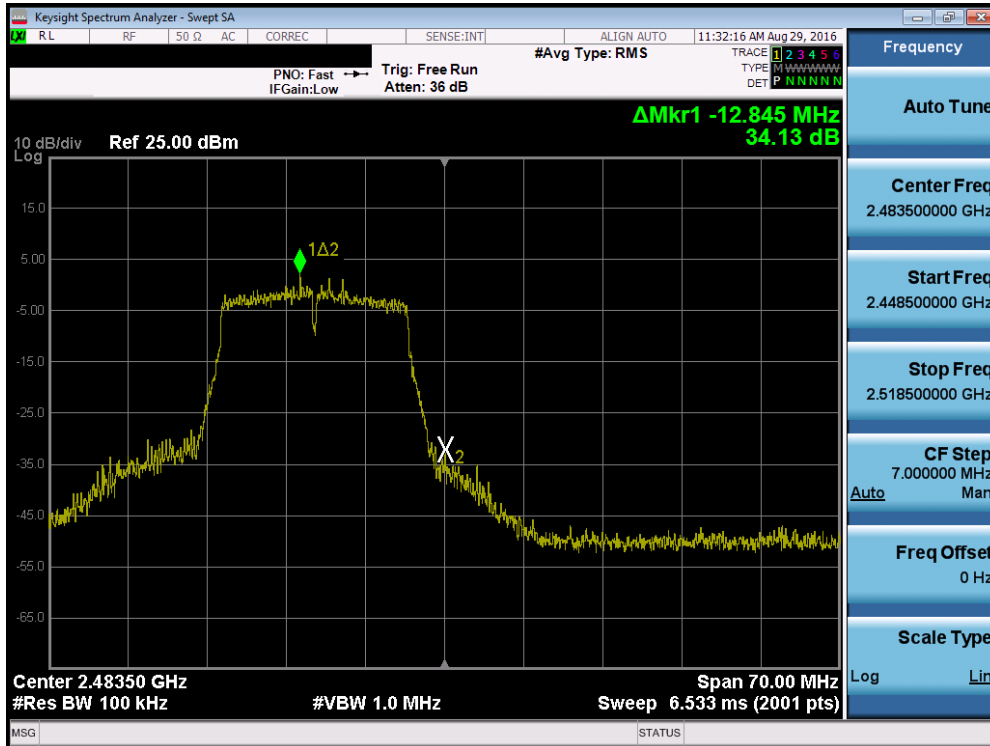 Keysight Spectrum Analyzer - Swept SA
LXI RL RF 50 Ω AC CORREC SENSE:INT ALIGN AUTO 11:32:16 AM Aug 29, 2016
#Avg Type: RMS TRACE 1 2 3 4 5 6
PNO: Fast Trig: Free Run TYPE M WWWWW
IFGain:Low Atten: 36 dB DET P N N N N N
ΔMkr1 -12.845 MHz
34.13 dB
10 dB/div Ref 25.00 dBm
Log
15.0
5.00
-5.00
-15.0
-25.0
-35.0
-45.0
-55.0
-65.0
1Δ2
X2
Center 2.48350 GHz Span 70.00 MHz
#Res BW 100 kHz #VBW 1.0 MHz Sweep 6.533 ms (2001 pts)
MSG STATUS
Frequency
Auto Tune
Center Freq
2.483500000 GHz
Start Freq
2.448500000 GHz
Stop Freq
2.518500000 GHz
CF Step
7.000000 MHz
Auto Man
Freq Offset
0 Hz
Scale Type
Log Lin